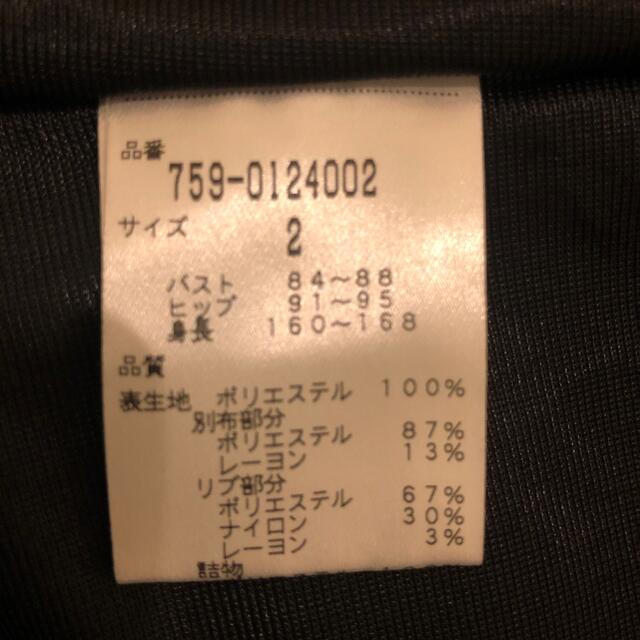 品番
759-0124002
サイズ
2
バスト 84～88
ヒップ 91～95
身長 160～168
品質
表生地 ポリエステル 100%
別布部分
ポリエステル 87%
レーヨン 13%
リブ部分
ポリエステル 67%
ナイロン 30%
レーヨン 3%
詰物